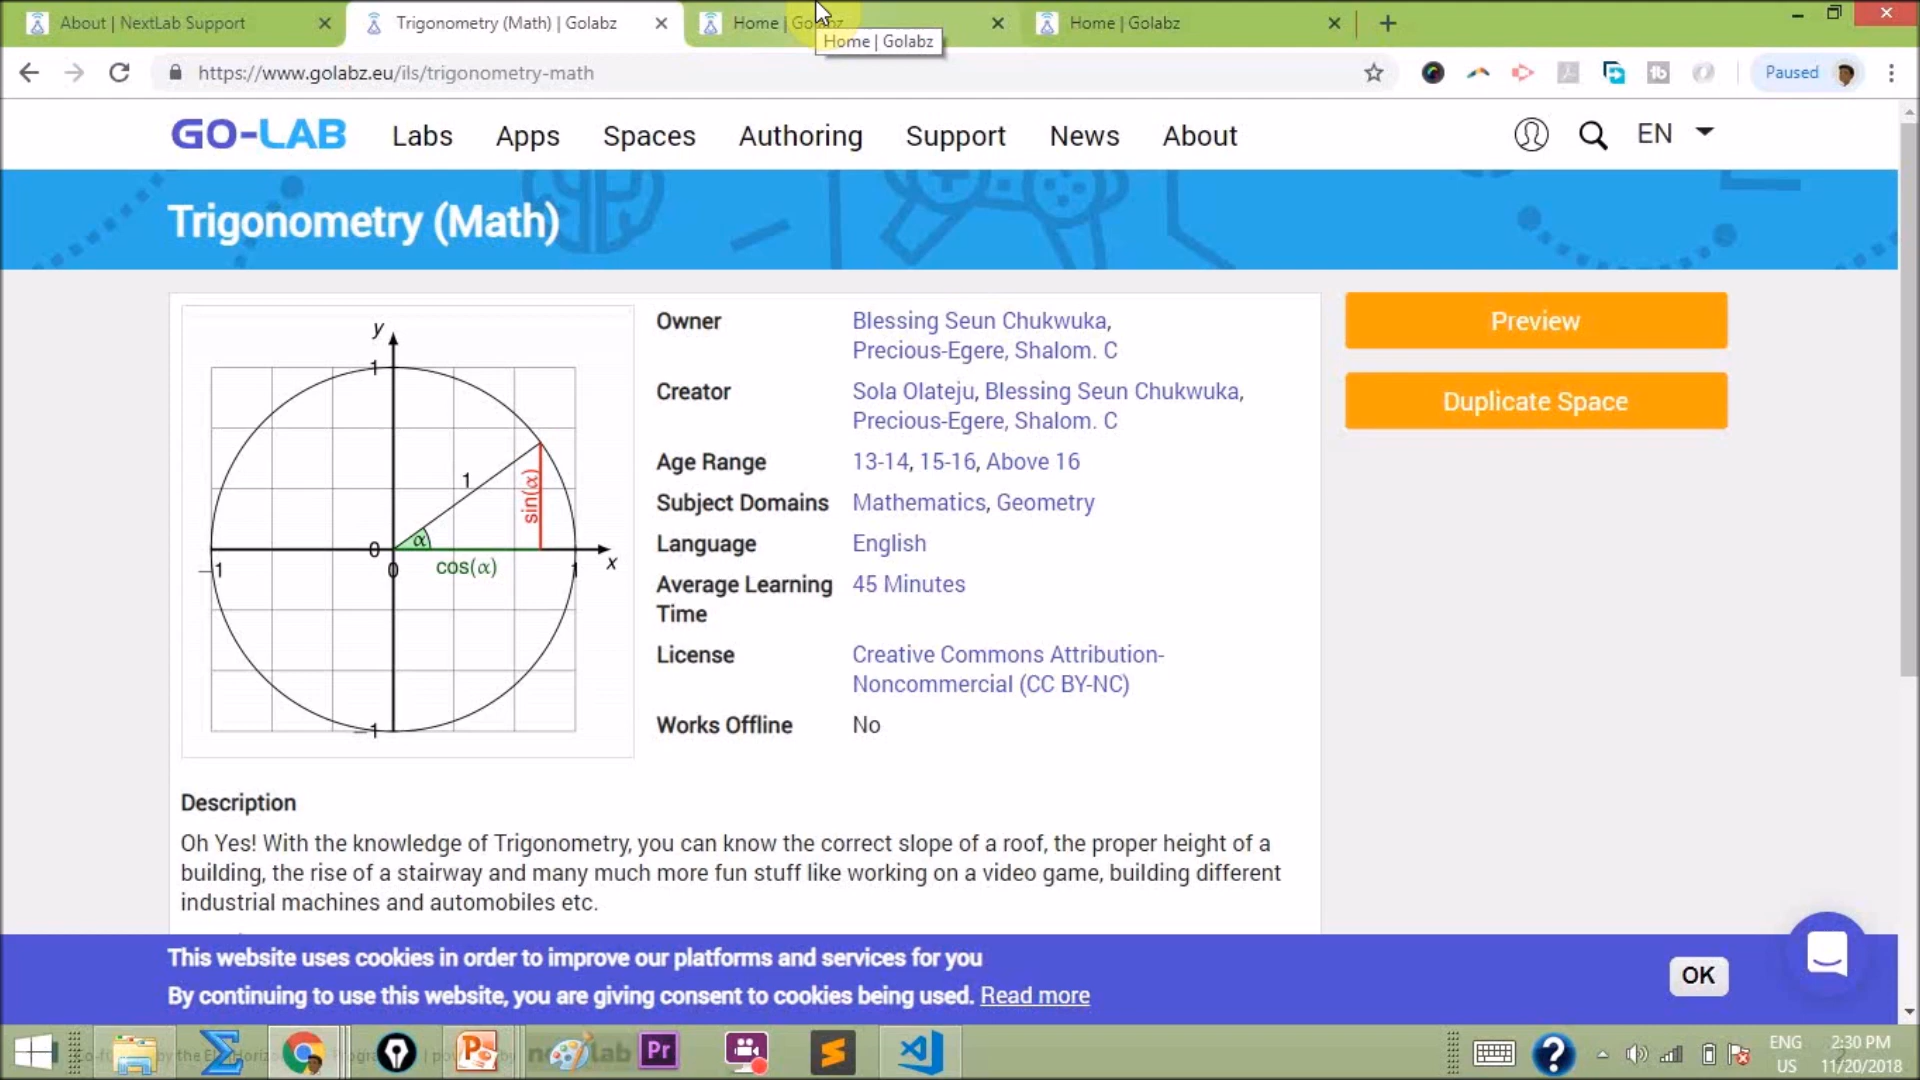 About | NextLab Support
Trigonometry (Math) | Golabz
Home | Golabz
Home | Golabz
Home | Golabz
https://www.golabz.eu/ils/trigonometry-math
Paused
GO-LAB Labs Apps Spaces Authoring Support News About EN
Trigonometry (Math)
y
1
1
sin(α)
α
0
x
-1
0
cos(α)
1
-1
Owner Blessing Seun Chukwuka,
Precious-Egere, Shalom. C
Creator Sola Olateju, Blessing Seun Chukwuka,
Precious-Egere, Shalom. C
Age Range 13-14, 15-16, Above 16
Subject Domains Mathematics, Geometry
Language English
Average Learning 45 Minutes
Time
License Creative Commons Attribution-
Noncommercial (CC BY-NC)
Works Offline No
Preview
Duplicate Space
Description
Oh Yes! With the knowledge of Trigonometry, you can know the correct slope of a roof, the proper height of a
building, the rise of a stairway and many much more fun stuff like working on a video game, building different
industrial machines and automobiles etc.
This website uses cookies in order to improve our platforms and services for you
By continuing to use this website, you are giving consent to cookies being used. Read more
OK
Pr
ENG 2:30 PM
US 11/20/2018